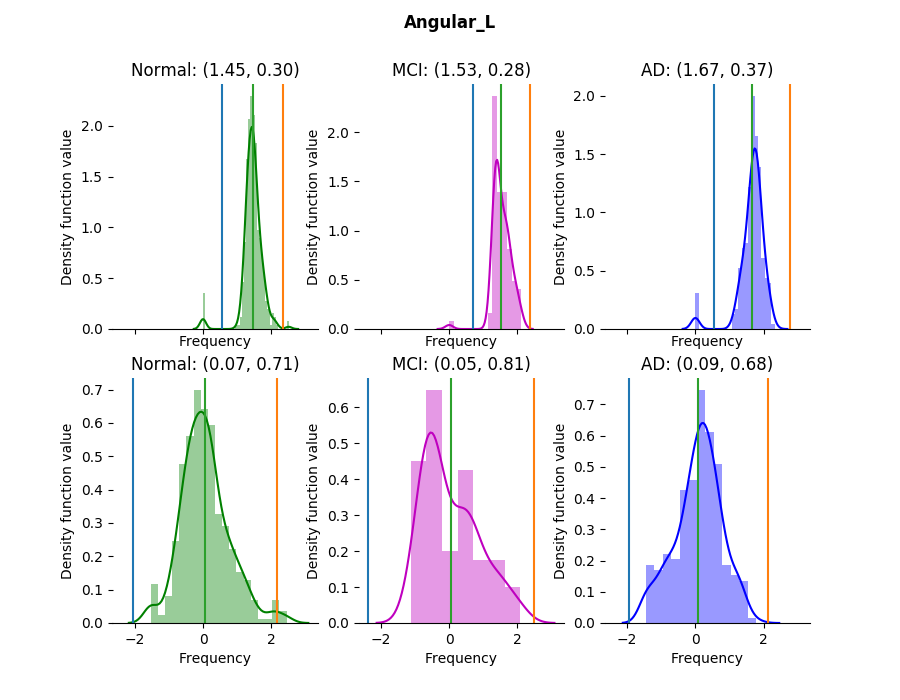 Angular_L
Normal: (1.45, 0.30)
MCI: (1.53, 0.28)
AD: (1.67, 0.37)
Density function value
2.0
1.5
1.0
0.5
0.0
Frequency
Density function value
2.0
1.5
1.0
0.5
0.0
Frequency
Density function value
2.0
1.5
1.0
0.5
0.0
Frequency
Normal: (0.07, 0.71)
MCI: (0.05, 0.81)
AD: (0.09, 0.68)
Density function value
0.7
0.6
0.5
0.4
0.3
0.2
0.1
0.0
−2 0 2
Frequency
Density function value
0.6
0.5
0.4
0.3
0.2
0.1
0.0
−2 0 2
Frequency
Density function value
0.7
0.6
0.5
0.4
0.3
0.2
0.1
0.0
−2 0 2
Frequency